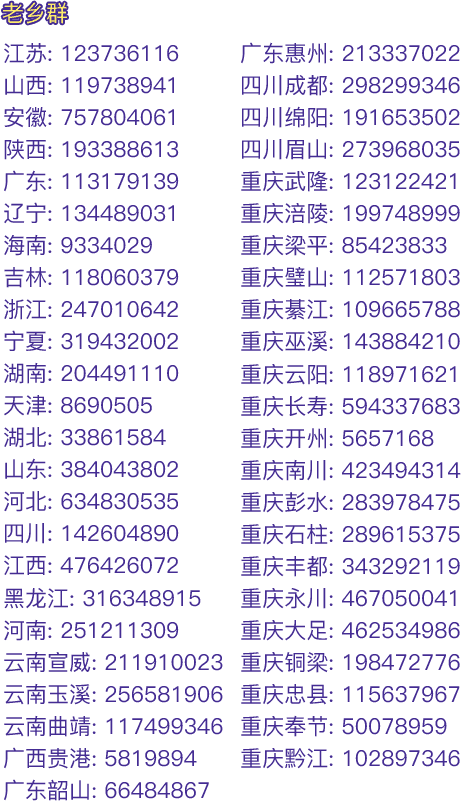 老乡群
江苏: 123736116
山西: 119738941
安徽: 757804061
陕西: 193388613
广东: 113179139
辽宁: 134489031
海南: 9334029
吉林: 118060379
浙江: 247010642
宁夏: 319432002
湖南: 204491110
天津: 8690505
湖北: 33861584
山东: 384043802
河北: 634830535
四川: 142604890
江西: 476426072
黑龙江: 316348915
河南: 251211309
云南宣威: 211910023
云南玉溪: 256581906
云南曲靖: 117499346
广西贵港: 5819894
广东韶山: 66484867
广东惠州: 213337022
四川成都: 298299346
四川绵阳: 191653502
四川眉山: 273968035
重庆武隆: 123122421
重庆涪陵: 199748999
重庆梁平: 85423833
重庆璧山: 112571803
重庆綦江: 109665788
重庆巫溪: 143884210
重庆云阳: 118971621
重庆长寿: 594337683
重庆开州: 5657168
重庆南川: 423494314
重庆彭水: 283978475
重庆石柱: 289615375
重庆丰都: 343292119
重庆永川: 467050041
重庆大足: 462534986
重庆铜梁: 198472776
重庆忠县: 115637967
重庆奉节: 50078959
重庆黔江: 102897346